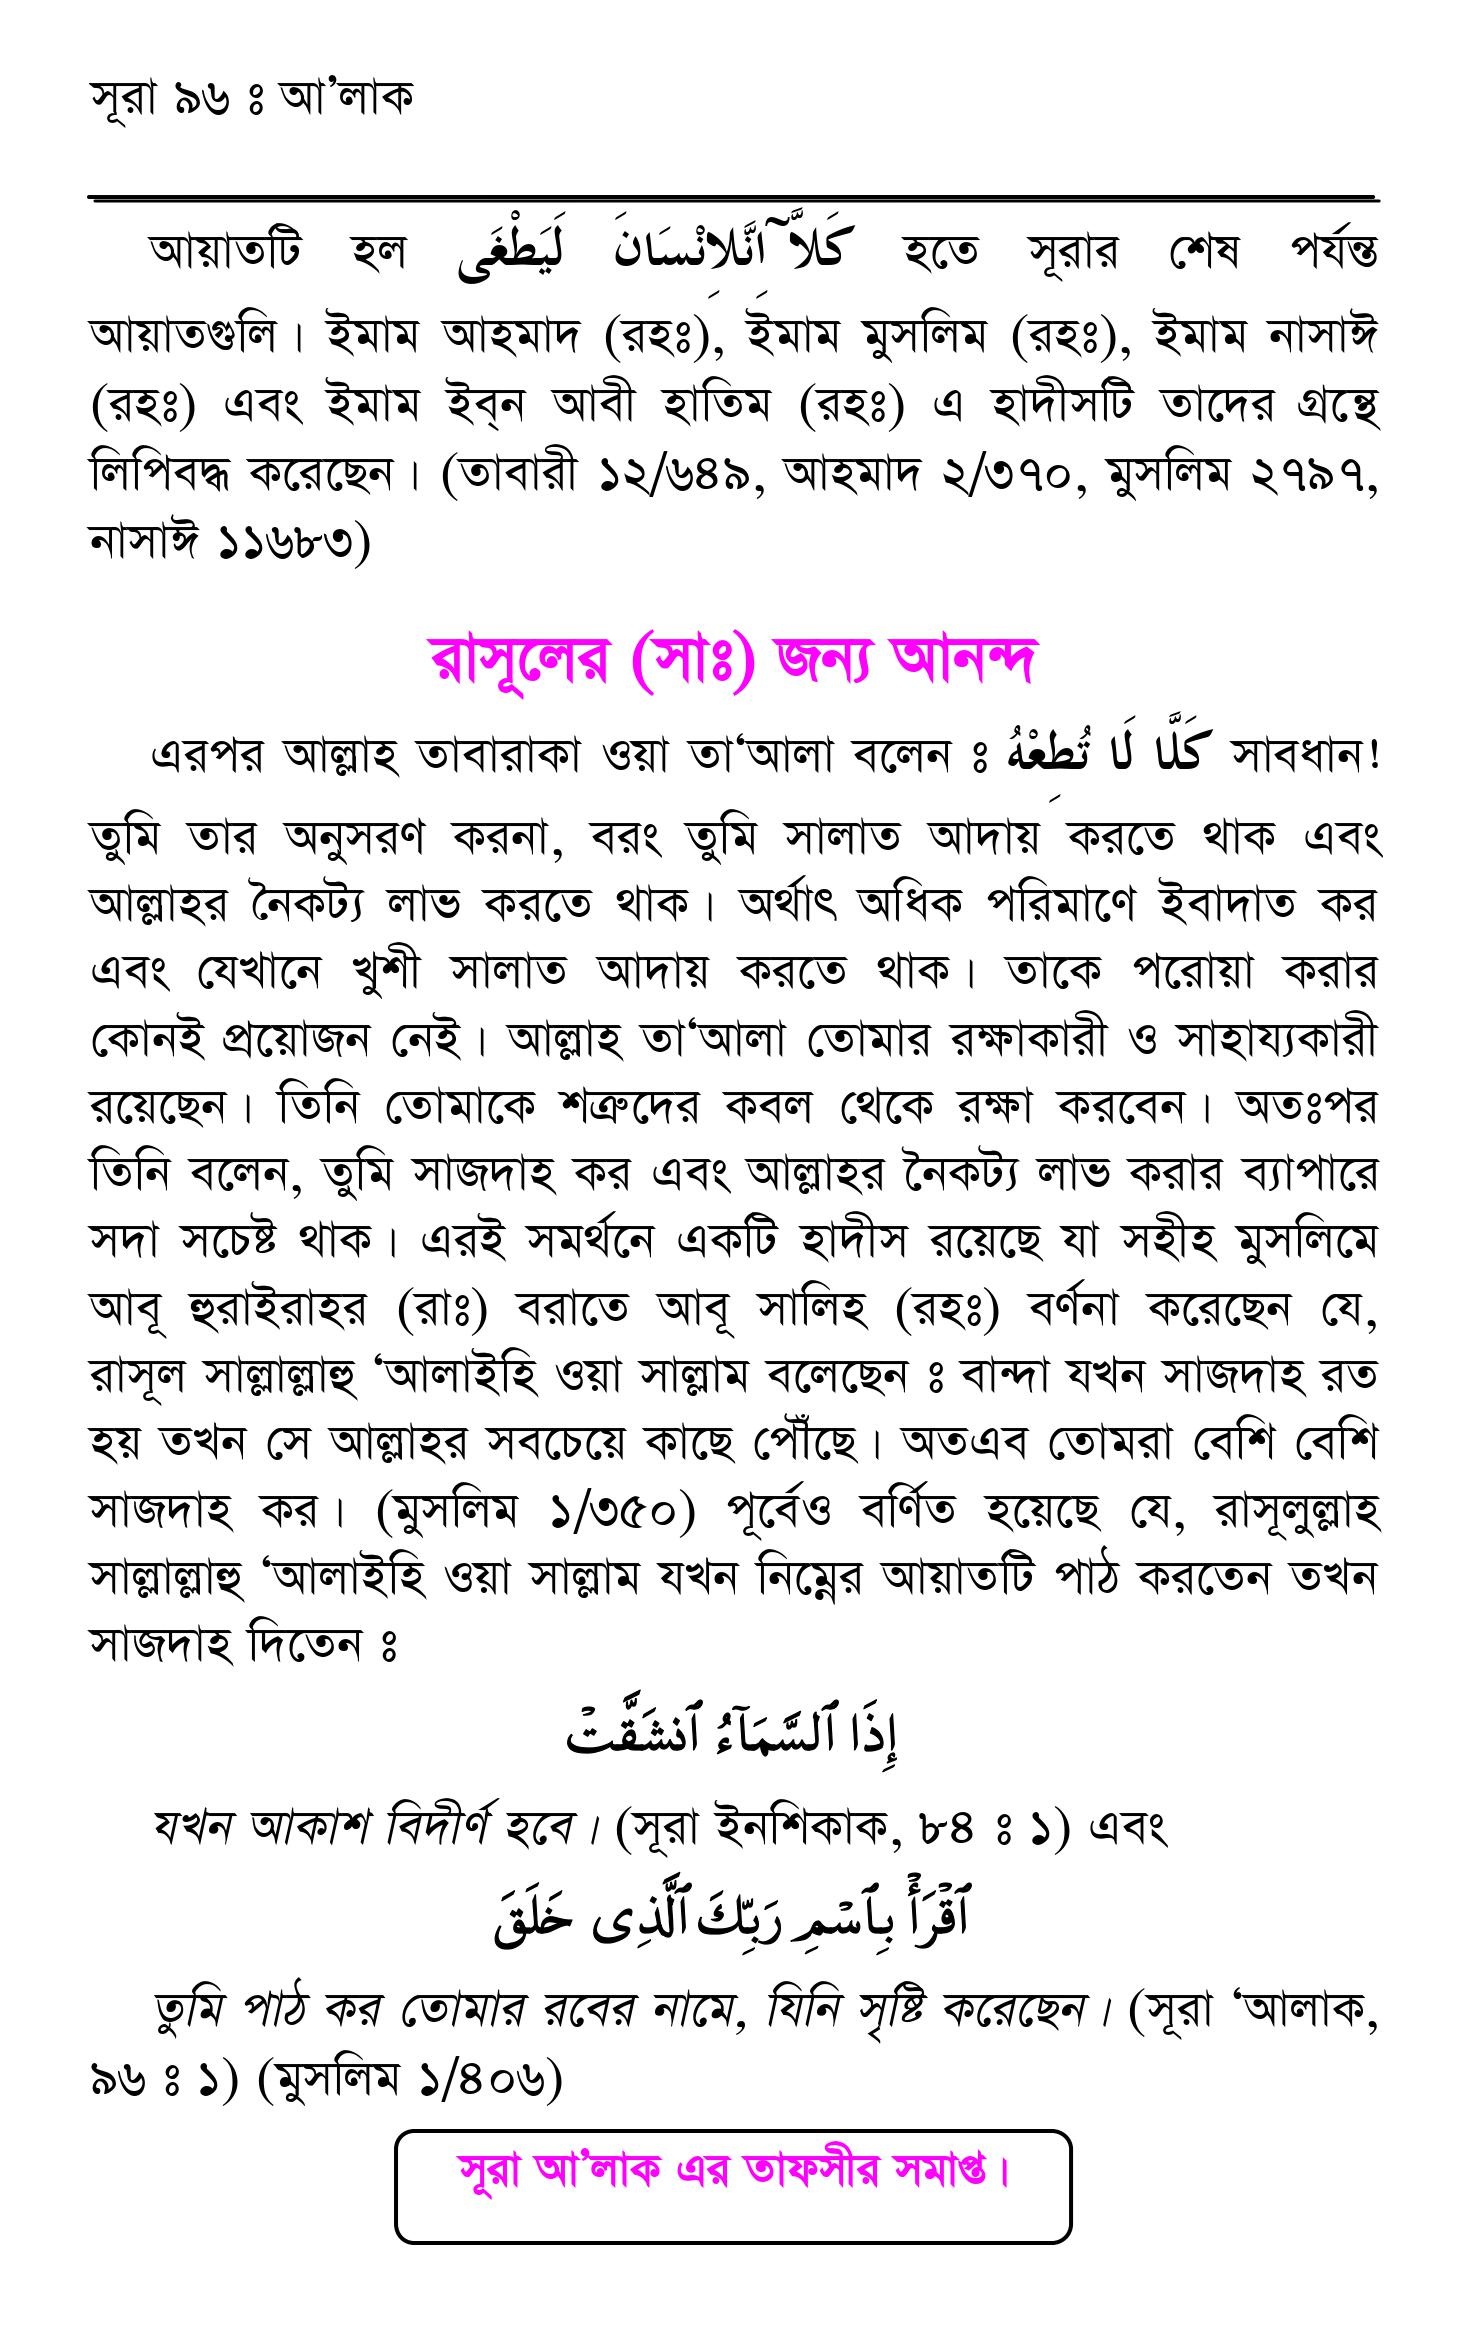 সূরা ৯৬ ঃ আ’লাক
আয়াতটি হল كَلَّآ اِنَّ الْاِنْسَانَ لَيَطْغَى হতে সূরার শেষ পর্যন্ত
আয়াতগুলি। ইমাম আহমাদ (রহঃ), ইমাম মুসলিম (রহঃ), ইমাম নাসাঈ
(রহঃ) এবং ইমাম ইব্‌ন আবী হাতিম (রহঃ) এ হাদীসটি তাদের গ্রন্থে
লিপিবদ্ধ করেছেন। (তাবারী ১২/৬৪৯, আহমাদ ২/৩৭০, মুসলিম ২৭৯৭,
নাসাঈ ১১৬৮৩)
রাসূলের (সাঃ) জন্য আনন্দ
এরপর আল্লাহ তাবারাকা ওয়া তা‘আলা বলেন ঃ كَلَّا لَا تُطِعْهُ সাবধান!
তুমি তার অনুসরণ করনা, বরং তুমি সালাত আদায় করতে থাক এবং
আল্লাহর নৈকট্য লাভ করতে থাক। অর্থাৎ অধিক পরিমাণে ইবাদাত কর
এবং যেখানে খুশী সালাত আদায় করতে থাক। তাকে পরোয়া করার
কোনই প্রয়োজন নেই। আল্লাহ তা‘আলা তোমার রক্ষাকারী ও সাহায্যকারী
রয়েছেন। তিনি তোমাকে শত্রুদের কবল থেকে রক্ষা করবেন। অতঃপর
তিনি বলেন, তুমি সাজদাহ কর এবং আল্লাহর নৈকট্য লাভ করার ব্যাপারে
সদা সচেষ্ট থাক। এরই সমর্থনে একটি হাদীস রয়েছে যা সহীহ মুসলিমে
আবূ হুরাইরাহর (রাঃ) বরাতে আবূ সালিহ (রহঃ) বর্ণনা করেছেন যে,
রাসূল সাল্লাল্লাহু ‘আলাইহি ওয়া সাল্লাম বলেছেন ঃ বান্দা যখন সাজদাহ রত
হয় তখন সে আল্লাহর সবচেয়ে কাছে পৌঁছে। অতএব তোমরা বেশি বেশি
সাজদাহ কর। (মুসলিম ১/৩৫০) পূর্বেও বর্ণিত হয়েছে যে, রাসূলুল্লাহ
সাল্লাল্লাহু ‘আলাইহি ওয়া সাল্লাম যখন নিম্নের আয়াতটি পাঠ করতেন তখন
সাজদাহ দিতেন ঃ
إِذَا ٱلسَّمَآءُ ٱنشَقَّتْ
যখন আকাশ বিদীর্ণ হবে। (সূরা ইনশিকাক, ৮৪ ঃ ১) এবং
ٱقْرَأْ بِٱسْمِ رَبِّكَ ٱلَّذِى خَلَقَ
তুমি পাঠ কর তোমার রবের নামে, যিনি সৃষ্টি করেছেন। (সূরা ‘আলাক,
৯৬ ঃ ১) (মুসলিম ১/৪০৬)
সূরা আ’লাক এর তাফসীর সমাপ্ত।